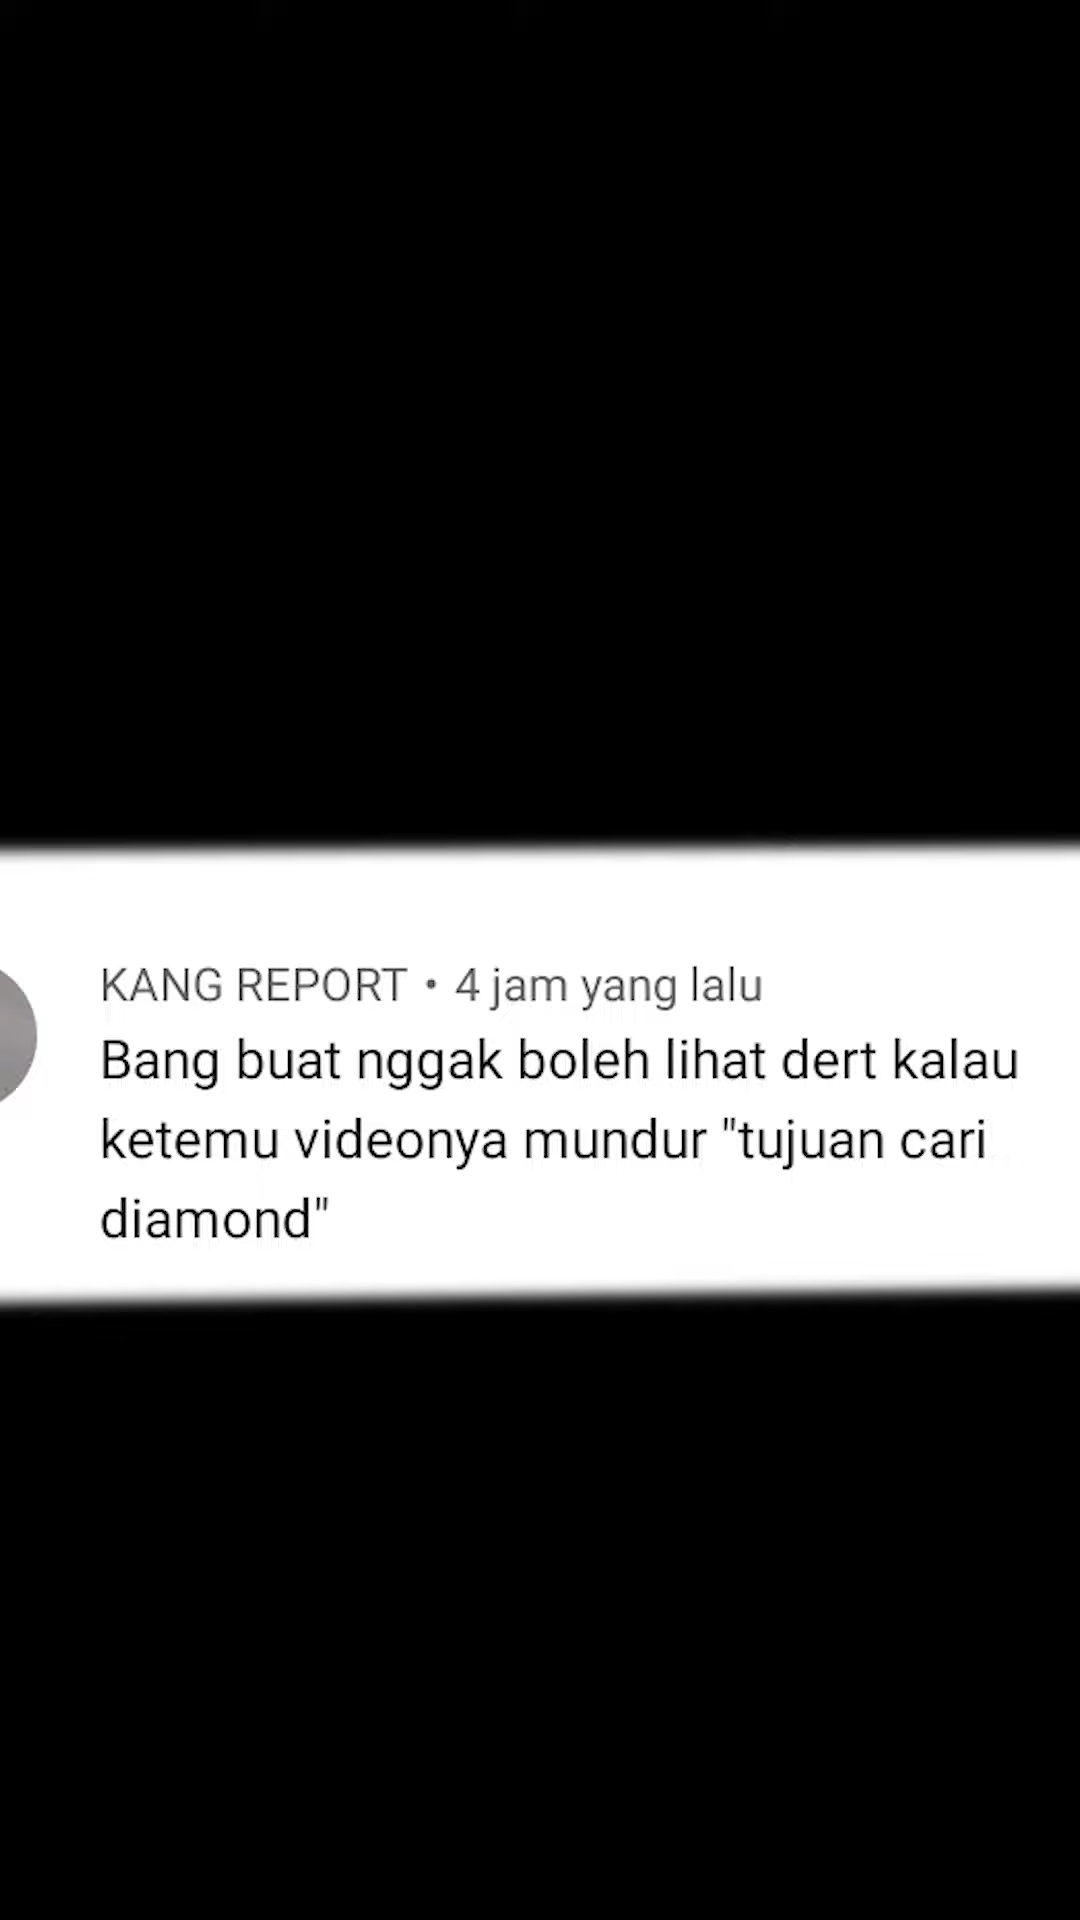 KANG REPORT • 4 jam yang lalu
Bang buat nggak boleh lihat dert kalau
ketemu videonya mundur "tujuan cari
diamond"